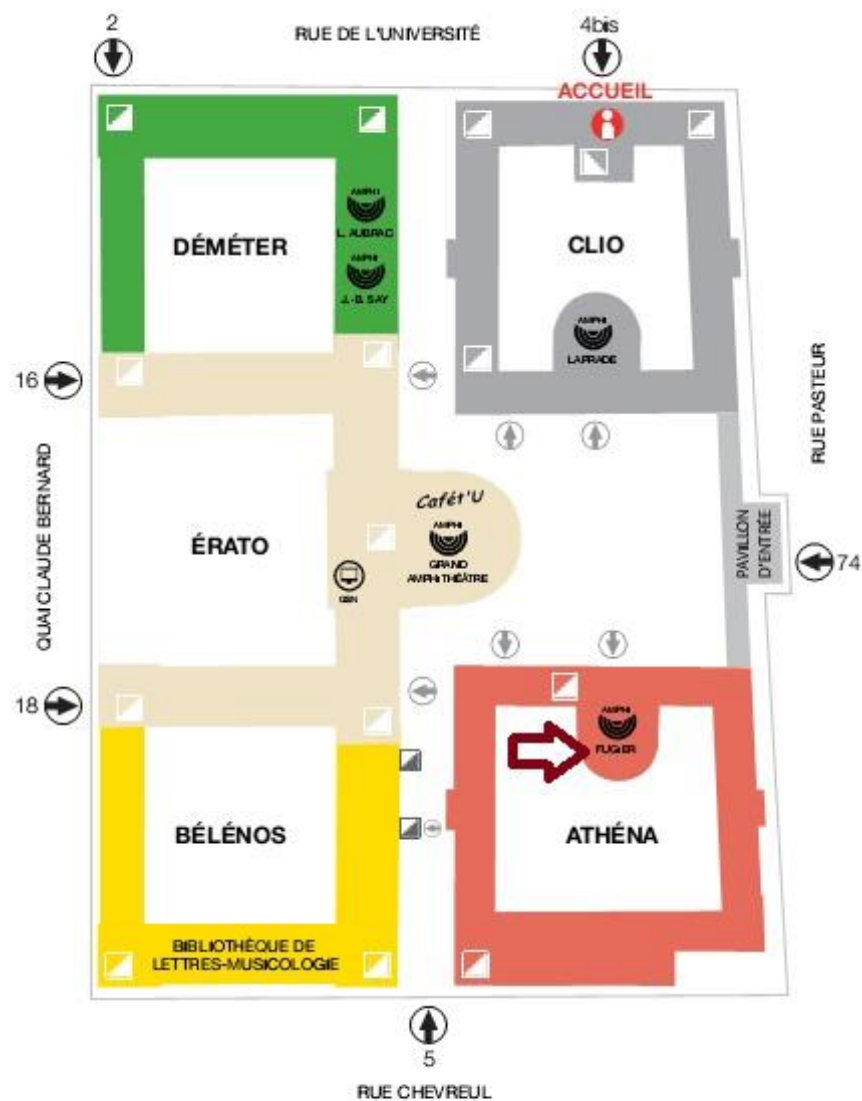 2
RUE DE L'UNIVERSITÉ
4bis
ACCUEIL
AMPHI
L. AUBRAC
AMPHI
J.-B. SAY
DÉMÉTER
CLIO
AMPHI
LAPRADE
16
RUE PASTEUR
QUAI CLAUDE BERNARD
Cafét'U
AMPHI
GRAND
AMPHITHÉÂTRE
ÉRATO
PAVILLON
D'ENTRÉE
74
18
AMPHI
FUGIER
BÉLÉNOS
ATHÉNA
BIBLIOTHÈQUE DE
LETTRES-MUSICOLOGIE
5
RUE CHEVREUL